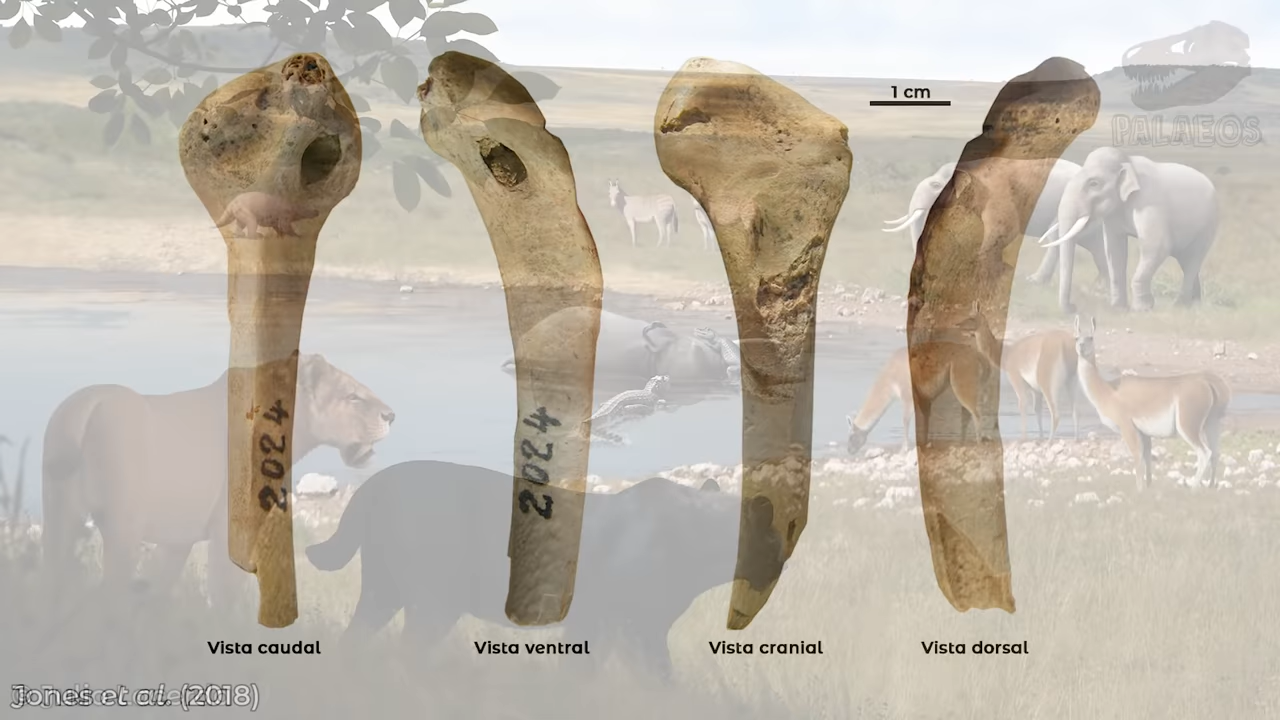 1 cm
PALAEOS
2024
2024
Vista caudal
Vista ventral
Vista cranial
Vista dorsal
Jones et al. (2018)